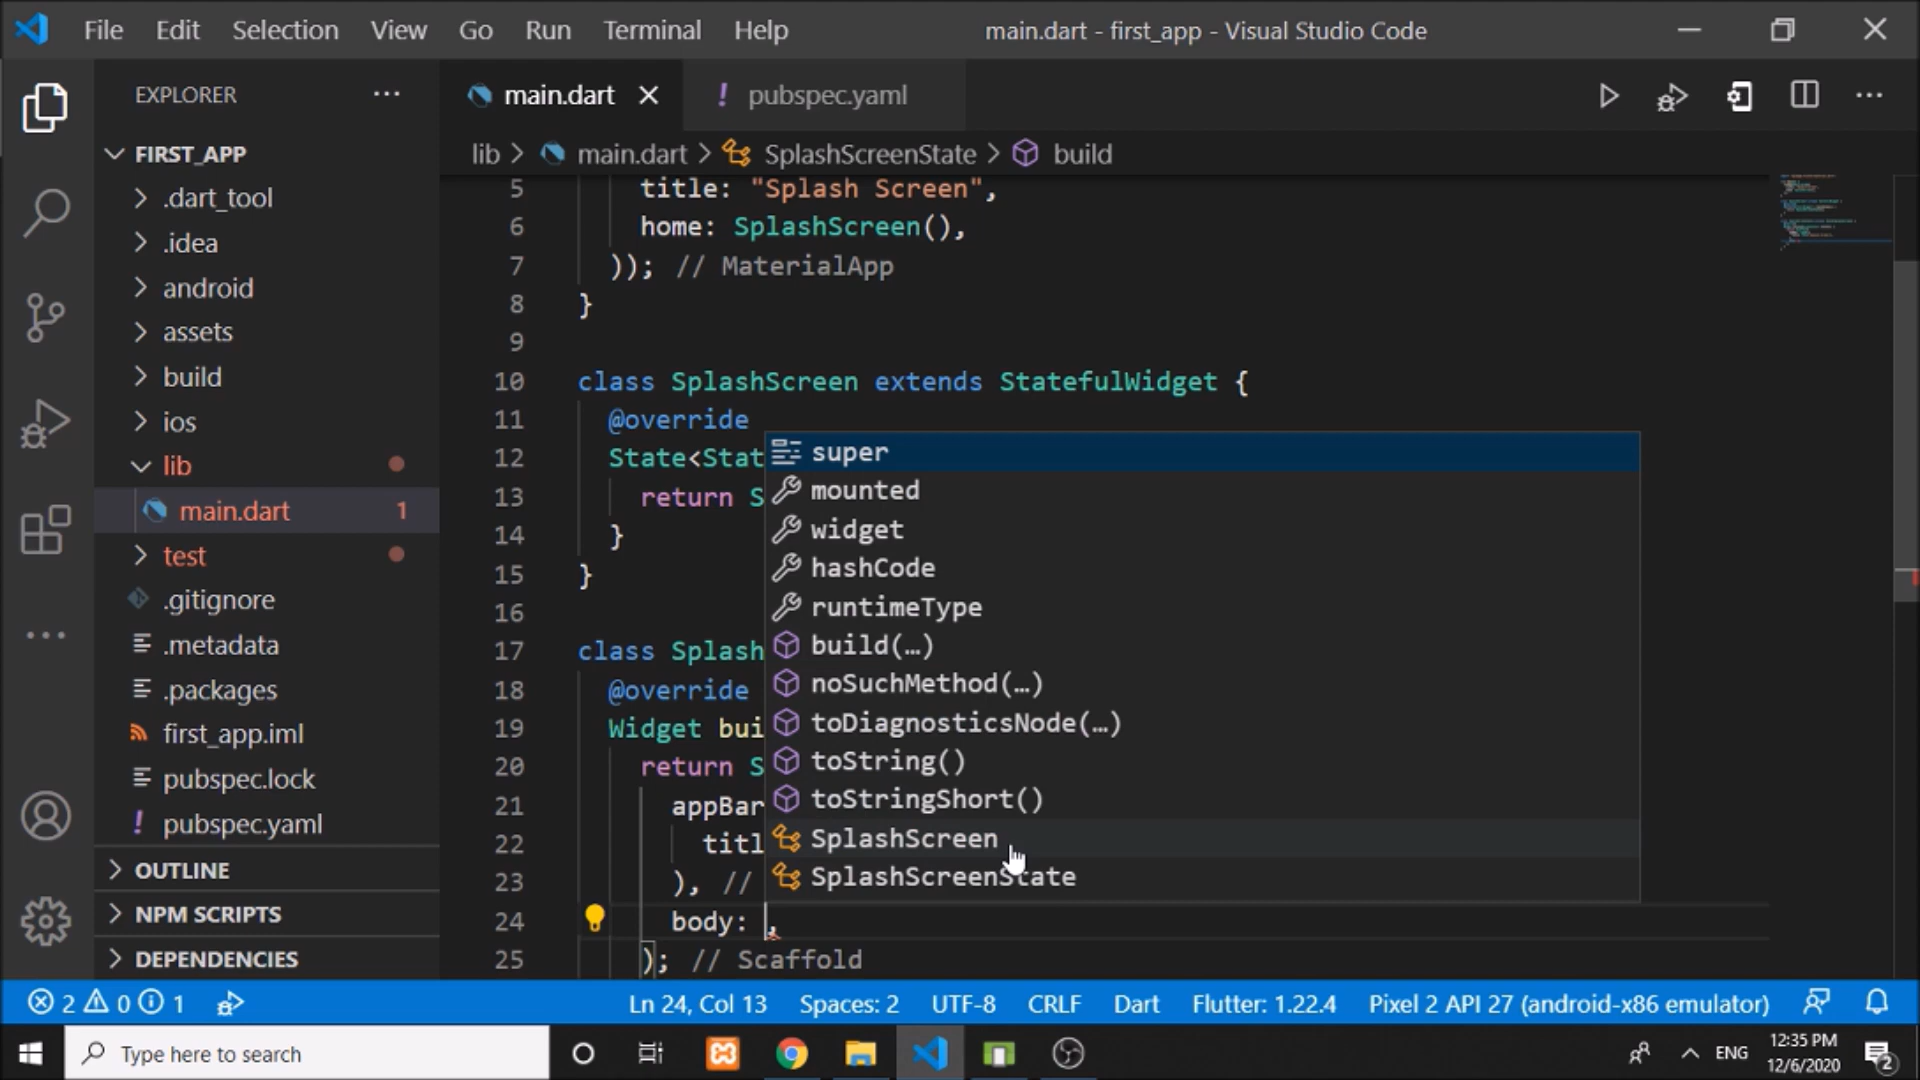 File Edit Selection View Go Run Terminal Help main.dart - first_app - Visual Studio Code
EXPLORER ...
main.dart
! pubspec.yaml
lib > main.dart > SplashScreenState > build
FIRST_APP
.dart_tool
.idea
android
assets
build
ios
lib
main.dart 1
test
.gitignore
.metadata
.packages
first_app.iml
pubspec.lock
! pubspec.yaml
OUTLINE
NPM SCRIPTS
DEPENDENCIES
5 title: "Splash Screen",
6 home: SplashScreen(),
7 )); // MaterialApp
8 }
9
10 class SplashScreen extends StatefulWidget {
11 @override
12 State<Stat
13 return S
14 }
15 }
16
17 class Splash
18 @override
19 Widget bui
20 return S
21 appBar
22 titl
23 ), //
24 body: ,
25 ); // Scaffold
super
mounted
widget
hashCode
runtimeType
build(…)
noSuchMethod(…)
toDiagnosticsNode(…)
toString()
toStringShort()
SplashScreen
SplashScreenState
2 0 1 Ln 24, Col 13 Spaces: 2 UTF-8 CRLF Dart Flutter: 1.22.4 Pixel 2 API 27 (android-x86 emulator)
Type here to search
ENG
12:35 PM
12/6/2020
2